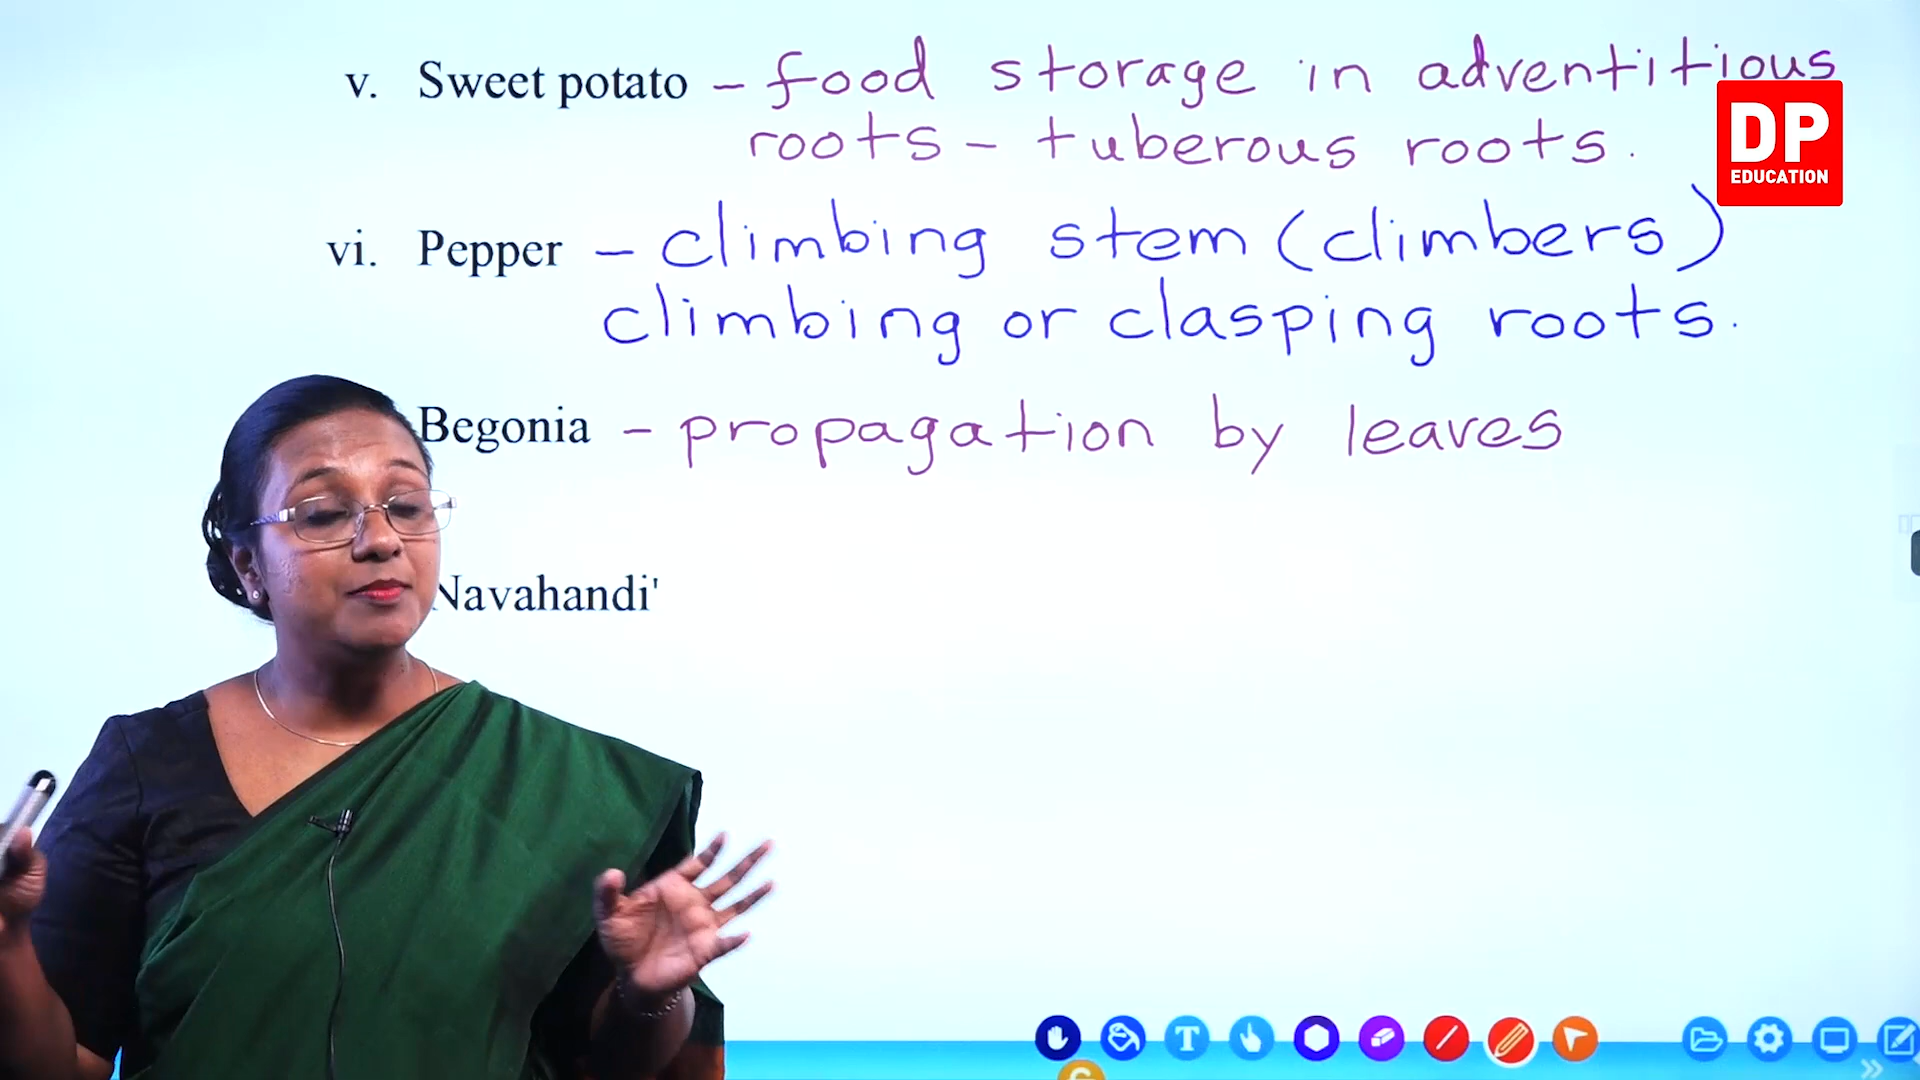 v. Sweet potato – food storage in adventitious
roots – tuberous roots.
DP
EDUCATION
vi. Pepper – climbing stem (climbers)
climbing or clasping roots.
Begonia – propagation by leaves
Navahandi'
T